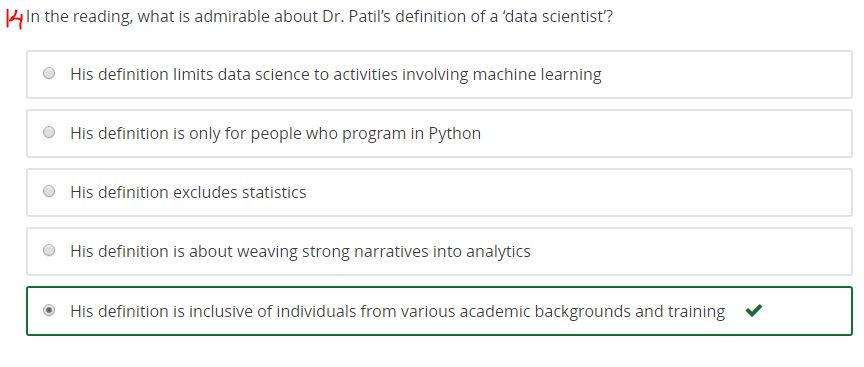 14 In the reading, what is admirable about Dr. Patil's definition of a 'data scientist'?
His definition limits data science to activities involving machine learning
His definition is only for people who program in Python
His definition excludes statistics
His definition is about weaving strong narratives into analytics
His definition is inclusive of individuals from various academic backgrounds and training